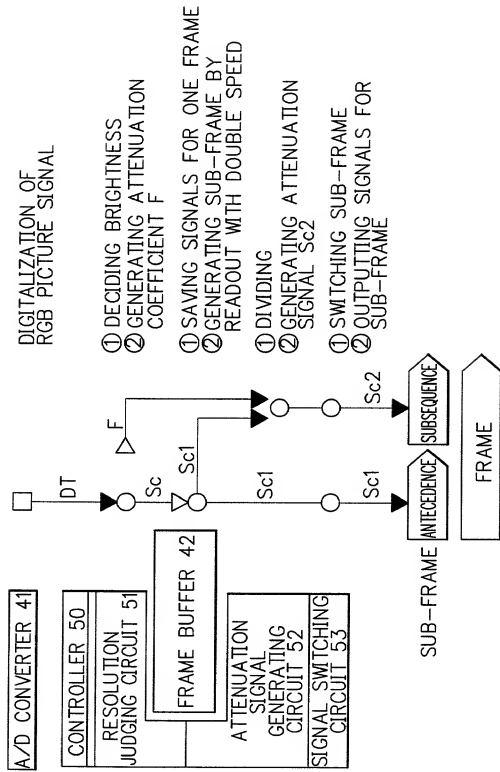 A/D CONVERTER 41
CONTROLLER 50
RESOLUTION
JUDGING CIRCUIT 51
FRAME BUFFER 42
ATTENUATION
SIGNAL
GENERATING
CIRCUIT 52
SIGNAL SWITCHING
CIRCUIT 53
DT
Sc
F
Sc1
Sc1
Sc1
Sc2
SUB-FRAME
ANTECEDENCE
SUBSEQUENCE
FRAME
DIGITALIZATION OF
RGB PICTURE SIGNAL
① DECIDING BRIGHTNESS
② GENERATING ATTENUATION
COEFFICIENT F
① SAVING SIGNALS FOR ONE FRAME
② GENERATING SUB-FRAME BY
READOUT WITH DOUBLE SPEED
① DIVIDING
② GENERATING ATTENUATION
SIGNAL Sc2
① SWITCHING SUB-FRAME
② OUTPUTTING SIGNALS FOR
SUB-FRAME